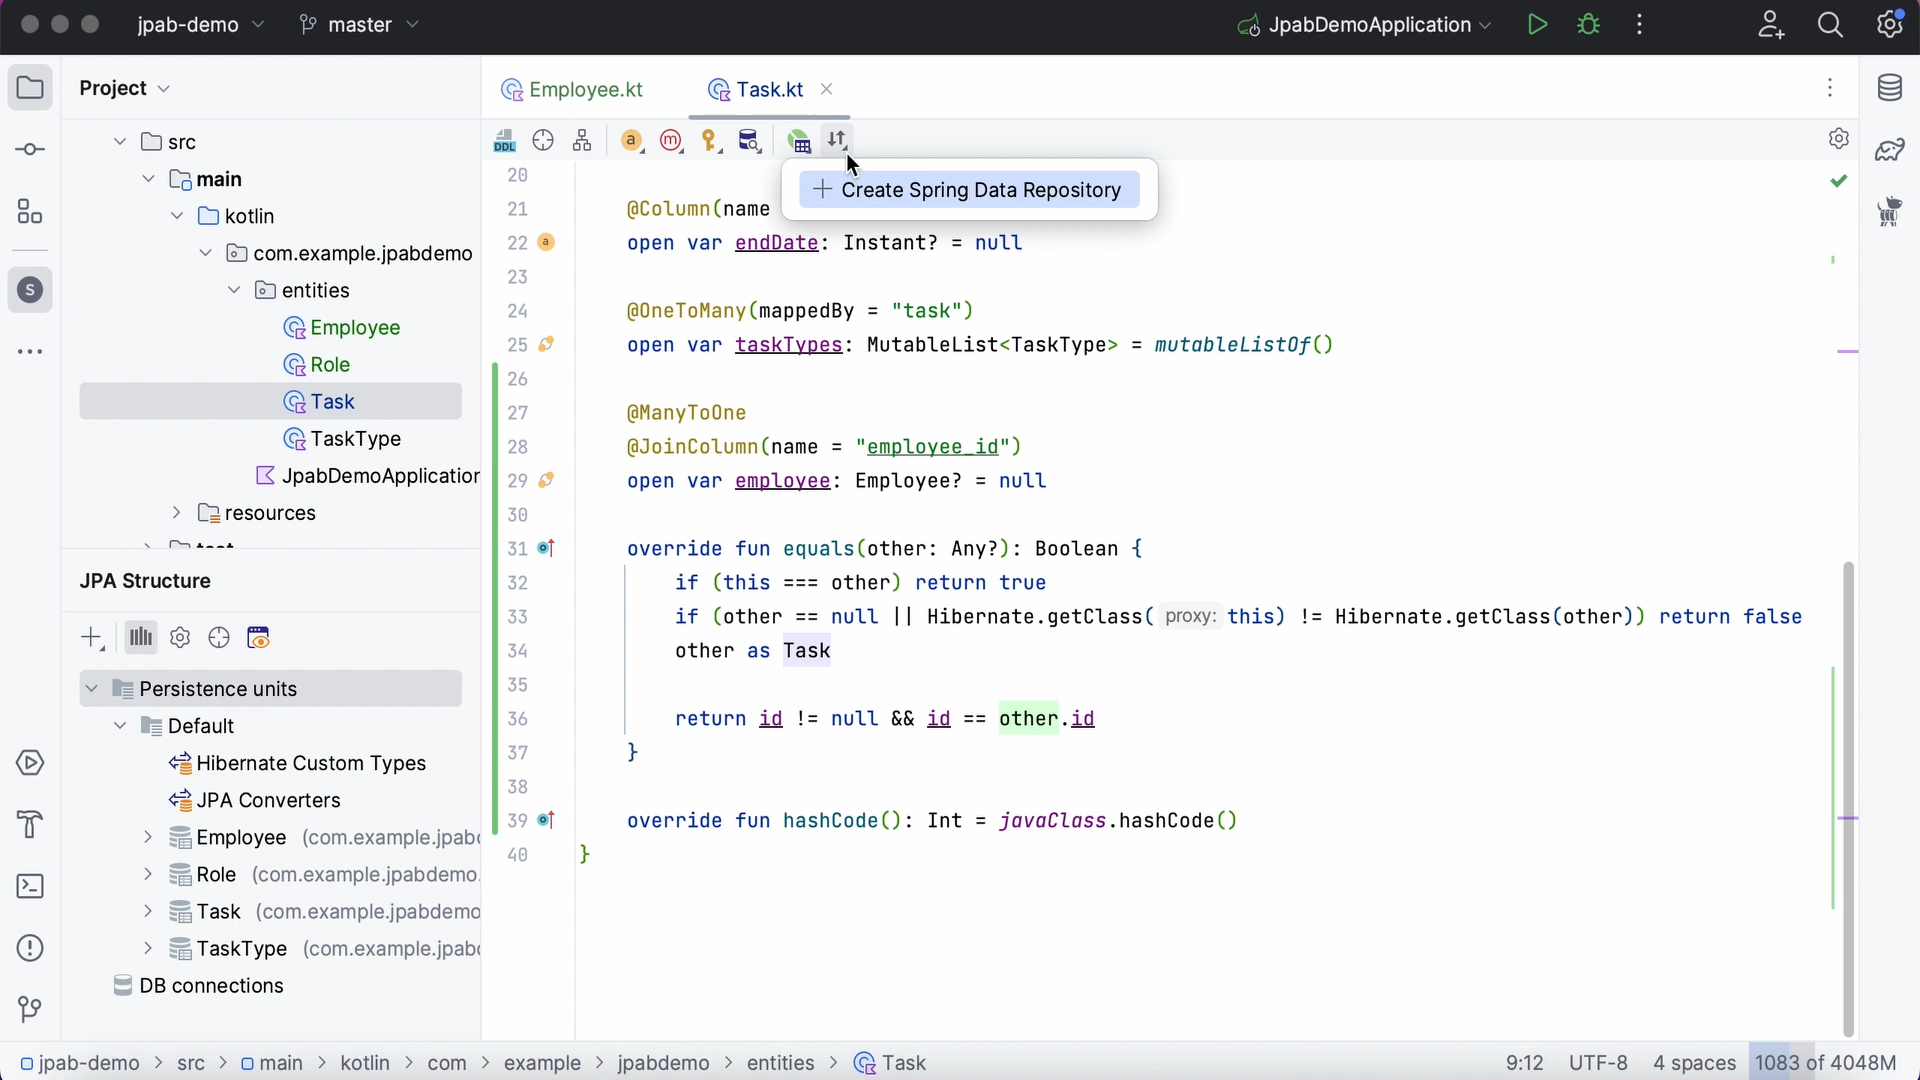 jpab-demo
master
JpabDemoApplication
Project
Employee.kt
Task.kt
DDL
a
m
src
main
kotlin
com.example.jpabdemo
entities
Employee
Role
Task
TaskType
JpabDemoApplication
resources
JPA Structure
Persistence units
Default
Hibernate Custom Types
JPA Converters
Employee (com.example.jpab
Role (com.example.jpabdemo.
Task (com.example.jpabdemo
TaskType (com.example.jpab
DB connections
S
Create Spring Data Repository
20
21 @Column(name
22 a open var endDate: Instant? = null
23
24 @OneToMany(mappedBy = "task")
25 open var taskTypes: MutableList<TaskType> = mutableListOf()
26
27 @ManyToOne
28 @JoinColumn(name = "employee_id")
29 open var employee: Employee? = null
30
31 override fun equals(other: Any?): Boolean {
32 if (this === other) return true
33 if (other == null || Hibernate.getClass( proxy: this) != Hibernate.getClass(other)) return false
34 other as Task
35
36 return id != null && id == other.id
37 }
38
39 override fun hashCode(): Int = javaClass.hashCode()
40 }
jpab-demo > src > main > kotlin > com > example > jpabdemo > entities > Task
9:12 UTF-8 4 spaces 1083 of 4048M